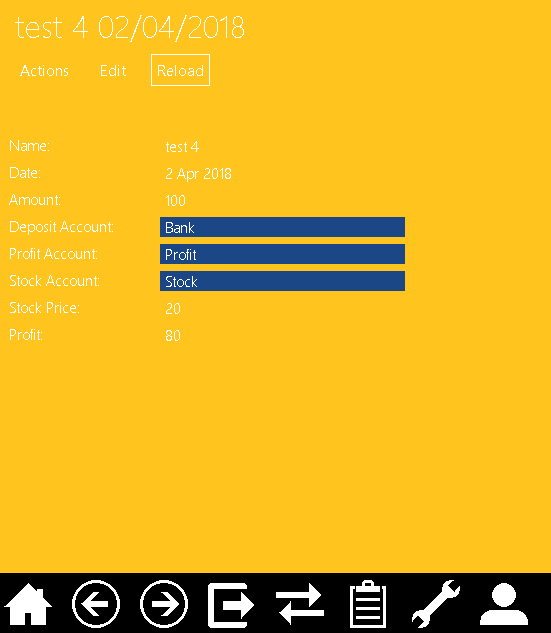 test 4 02/04/2018
Actions Edit Reload
Name: test 4
Date: 2 Apr 2018
Amount: 100
Deposit Account: Bank
Profit Account: Profit
Stock Account: Stock
Stock Price: 20
Profit: 80